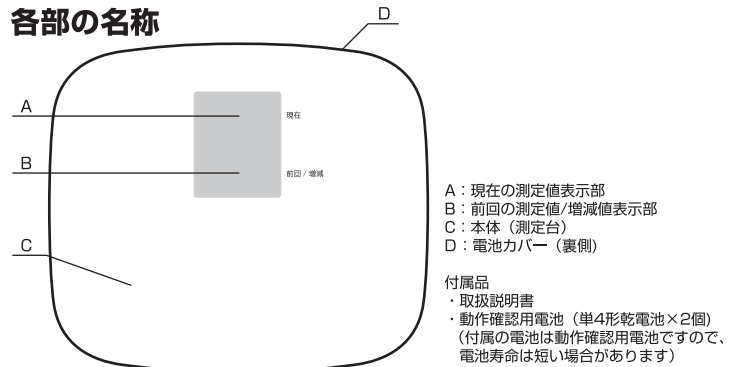 各部の名称
D
A
現在
B
前回 / 増減
C
A：現在の測定値表示部
B：前回の測定値/増減値表示部
C：本体（測定台）
D：電池カバー（裏側)
付属品
・取扱説明書
・動作確認用電池（単4形乾電池×2個)
（付属の電池は動作確認用電池ですので、
電池寿命は短い場合があります）